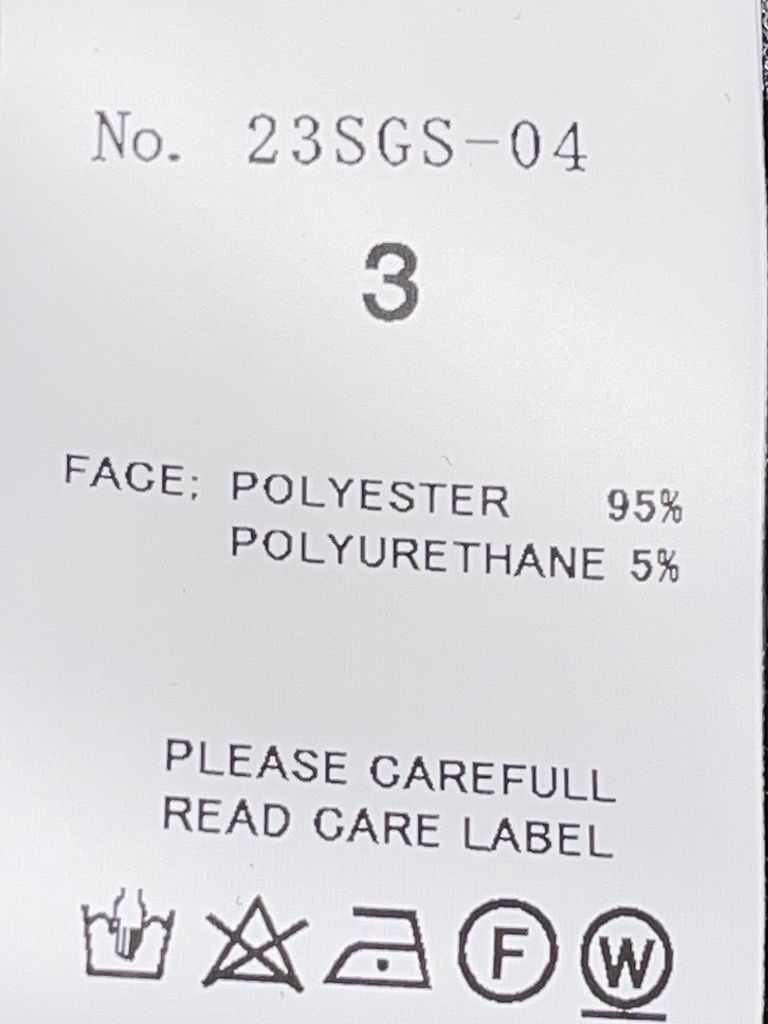 No. 23SGS-04
3
FACE; POLYESTER 95%
POLYURETHANE 5%
PLEASE CAREFULL
READ CARE LABEL
F W